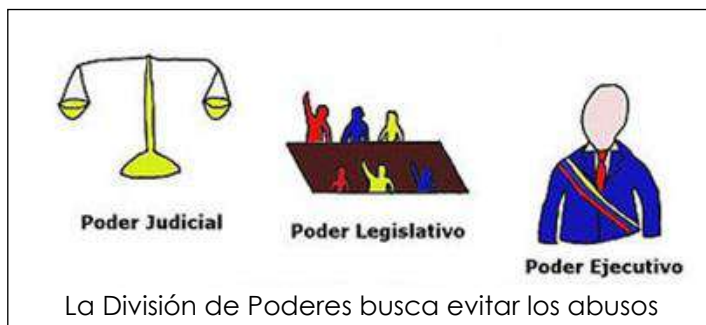 Poder Judicial
Poder Legislativo
Poder Ejecutivo
La División de Poderes busca evitar los abusos